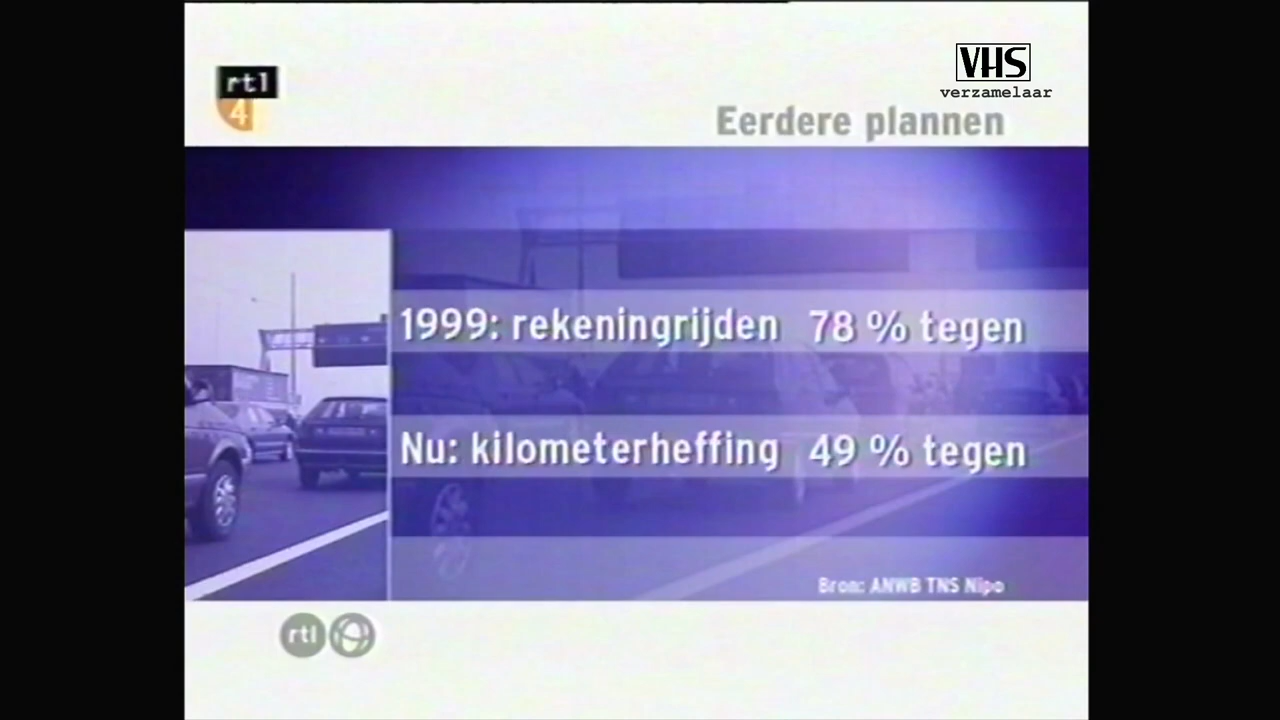 rtl
4
VHS
verzamelaar
Eerdere plannen
1999: rekeningrijden 78 % tegen
Nu: kilometerheffing 49 % tegen
Bron: ANWB TNS Nipo
rtl